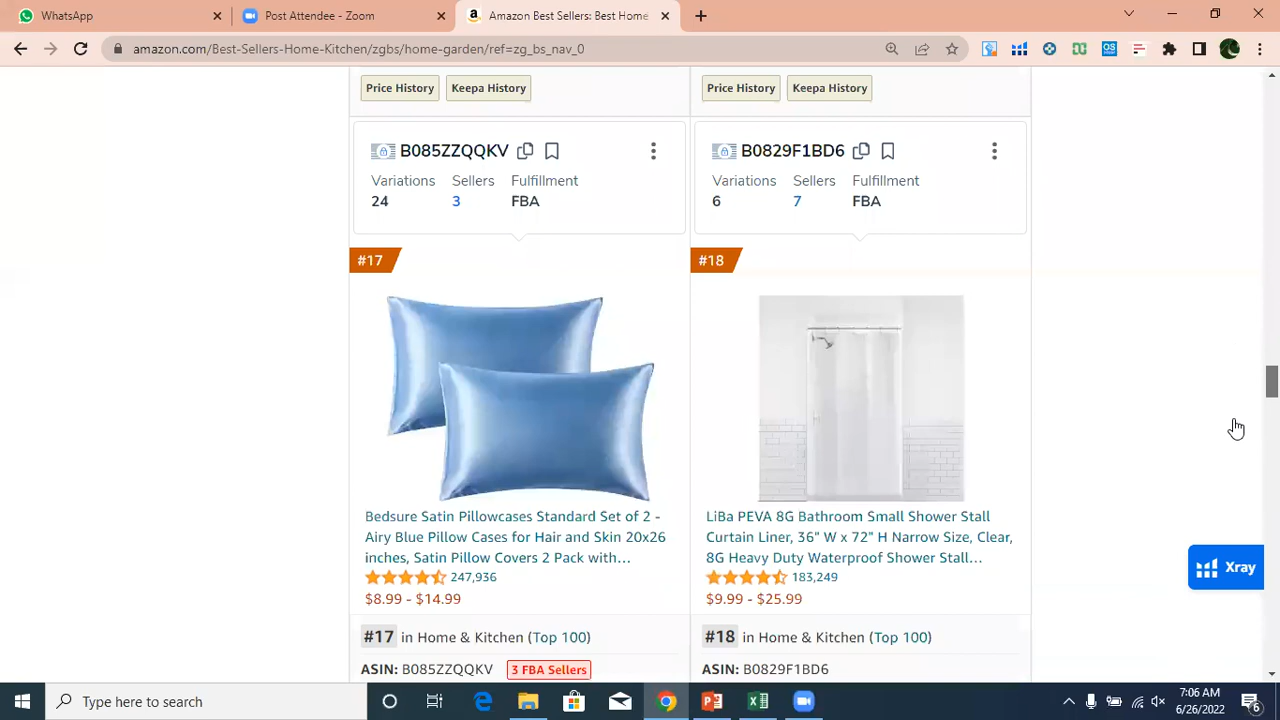 WhatsApp
Post Attendee - Zoom
Amazon Best Sellers: Best Home
amazon.com/Best-Sellers-Home-Kitchen/zgbs/home-garden/ref=zg_bs_nav_0
Price History Keepa History
Price History Keepa History
B085ZZQQKV
Variations Sellers Fulfillment
24 3 FBA
B0829F1BD6
Variations Sellers Fulfillment
6 7 FBA
#17
#18
Bedsure Satin Pillowcases Standard Set of 2 -
Airy Blue Pillow Cases for Hair and Skin 20x26
inches, Satin Pillow Covers 2 Pack with…
247,936
$8.99 - $14.99
#17 in Home & Kitchen (Top 100)
ASIN: B085ZZQQKV 3 FBA Sellers
LiBa PEVA 8G Bathroom Small Shower Stall
Curtain Liner, 36" W x 72" H Narrow Size, Clear,
8G Heavy Duty Waterproof Shower Stall…
183,249
$9.99 - $25.99
#18 in Home & Kitchen (Top 100)
ASIN: B0829F1BD6
Xray
Type here to search
7:06 AM
6/26/2022
6